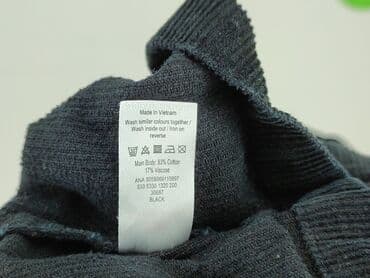 Made in Vietnam
Wash similar colours together /
Wash inside out / Iron on
reverse
Main Body: 83% Cotton
17% Viscose
BLACK